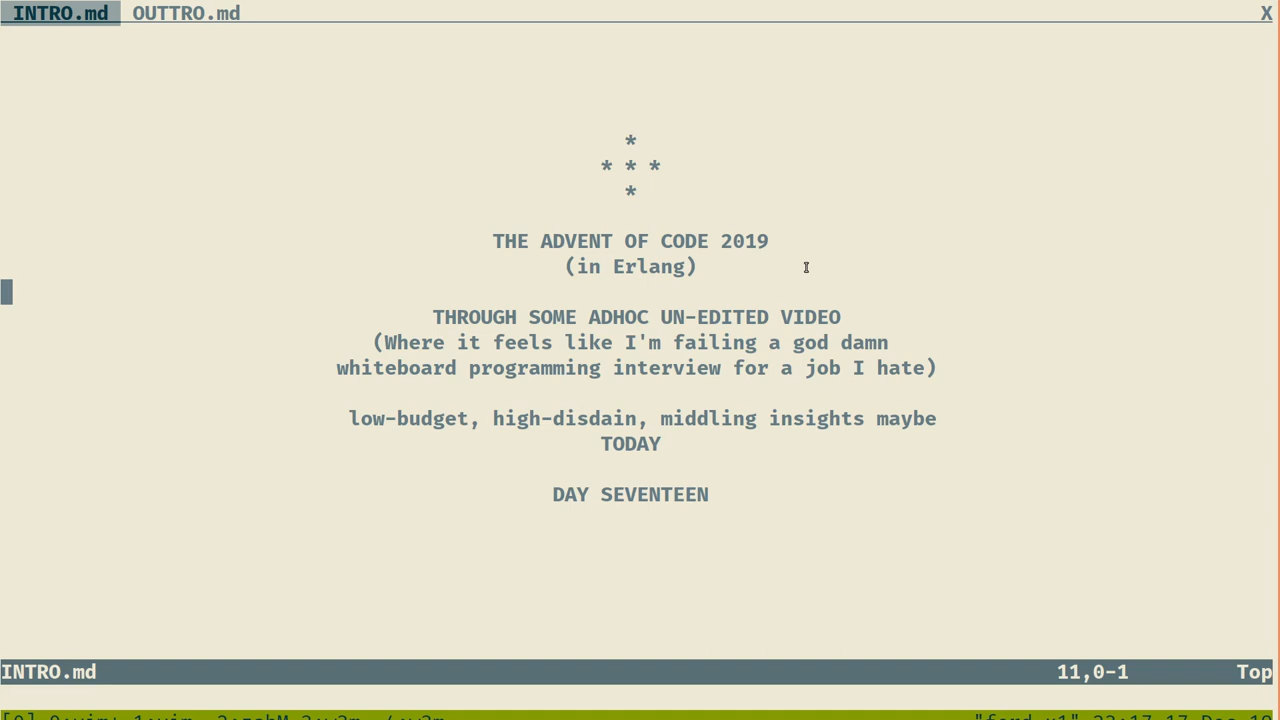 INTRO.md OUTTRO.md X
*
* * *
*
THE ADVENT OF CODE 2019
(in Erlang)
THROUGH SOME ADHOC UN-EDITED VIDEO
(Where it feels like I'm failing a god damn
whiteboard programming interview for a job I hate)
low-budget, high-disdain, middling insights maybe
TODAY
DAY SEVENTEEN
INTRO.md 11,0-1 Top